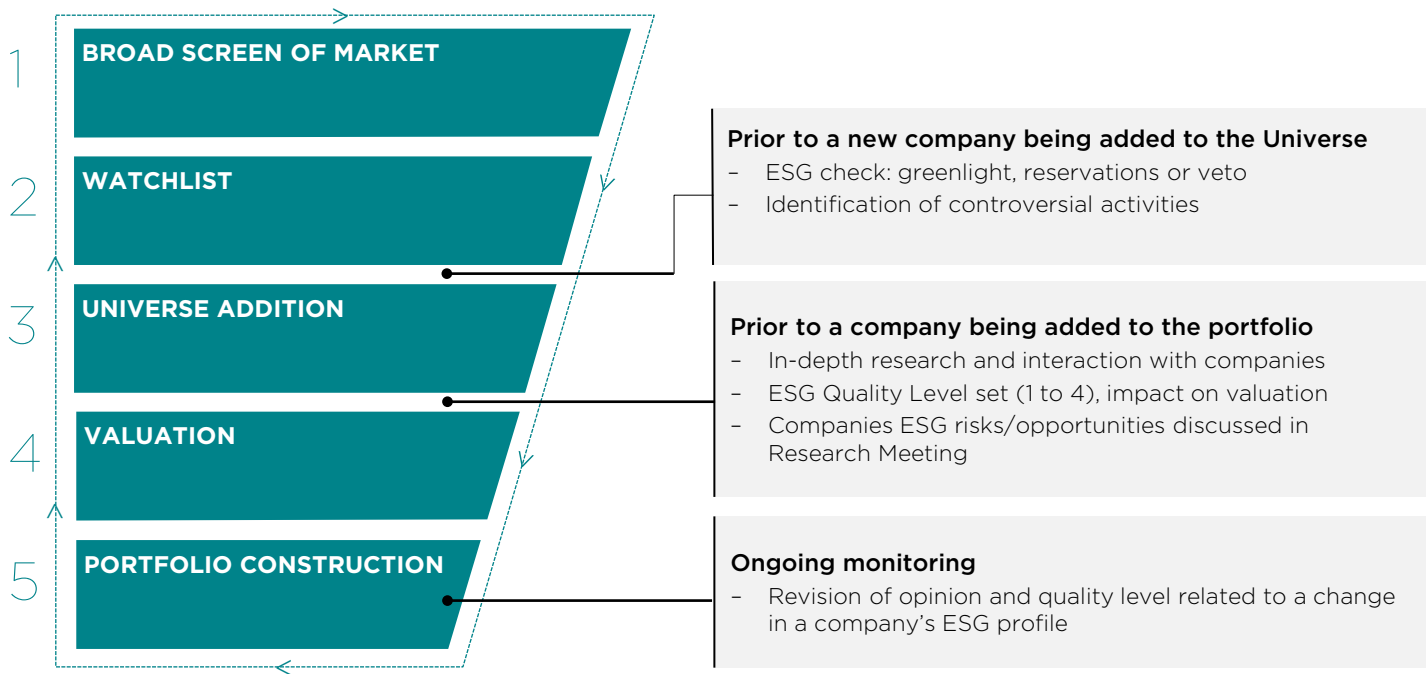 1
BROAD SCREEN OF MARKET
2
WATCHLIST
3
UNIVERSE ADDITION
4
VALUATION
5
PORTFOLIO CONSTRUCTION
Prior to a new company being added to the Universe
– ESG check: greenlight, reservations or veto
– Identification of controversial activities
Prior to a company being added to the portfolio
– In-depth research and interaction with companies
– ESG Quality Level set (1 to 4), impact on valuation
– Companies ESG risks/opportunities discussed in
Research Meeting
Ongoing monitoring
– Revision of opinion and quality level related to a change
in a company's ESG profile